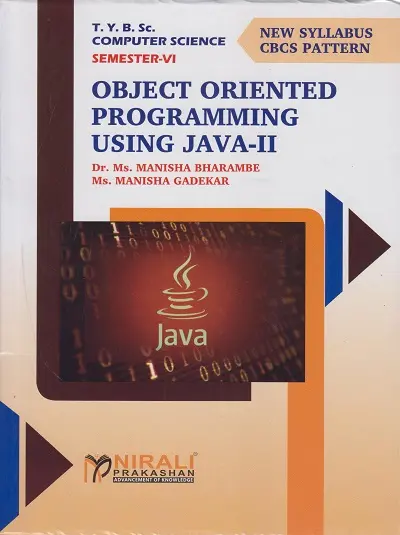 T. Y. B. Sc.
COMPUTER SCIENCE
SEMESTER-VI
NEW SYLLABUS
CBCS PATTERN
OBJECT ORIENTED
PROGRAMMING
USING JAVA-II
Dr. Ms. MANISHA BHARAMBE
Ms. MANISHA GADEKAR
Java
NIRALI
PRAKASHAN
ADVANCEMENT OF KNOWLEDGE